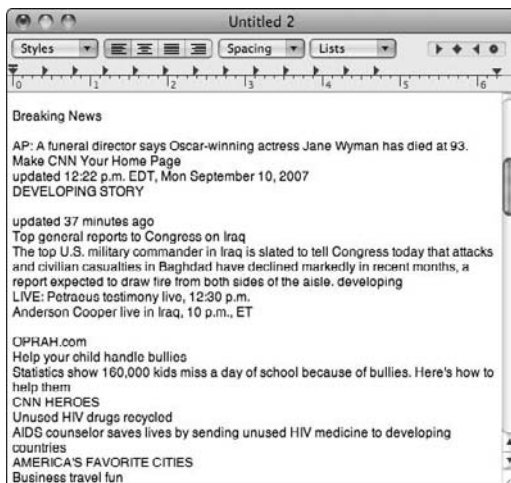 Untitled 2
Styles Spacing Lists
0 1 2 3 4 5 6
Breaking News
AP: A funeral director says Oscar-winning actress Jane Wyman has died at 93.
Make CNN Your Home Page
updated 12:22 p.m. EDT, Mon September 10, 2007
DEVELOPING STORY
updated 37 minutes ago
Top general reports to Congress on Iraq
The top U.S. military commander in Iraq is slated to tell Congress today that attacks
and civilian casualties in Baghdad have declined markedly in recent months, a
report expected to draw fire from both sides of the aisle. developing
LIVE: Petraeus testimony live, 12:30 p.m.
Anderson Cooper live in Iraq, 10 p.m., ET
OPRAH.com
Help your child handle bullies
Statistics show 160,000 kids miss a day of school because of bullies. Here's how to
help them
CNN HEROES
Unused HIV drugs recycled
AIDS counselor saves lives by sending unused HIV medicine to developing
countries
AMERICA'S FAVORITE CITIES
Business travel fun